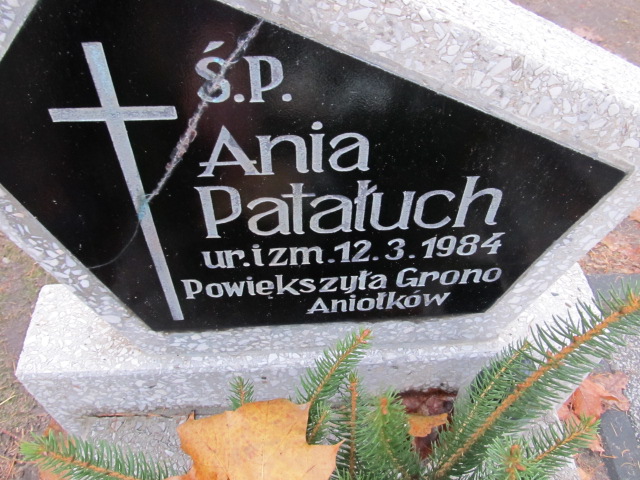 Ś.P.
Ania
Patałuch
ur. i zm. 12.3.1984
Powiększyła Grono
Aniołków